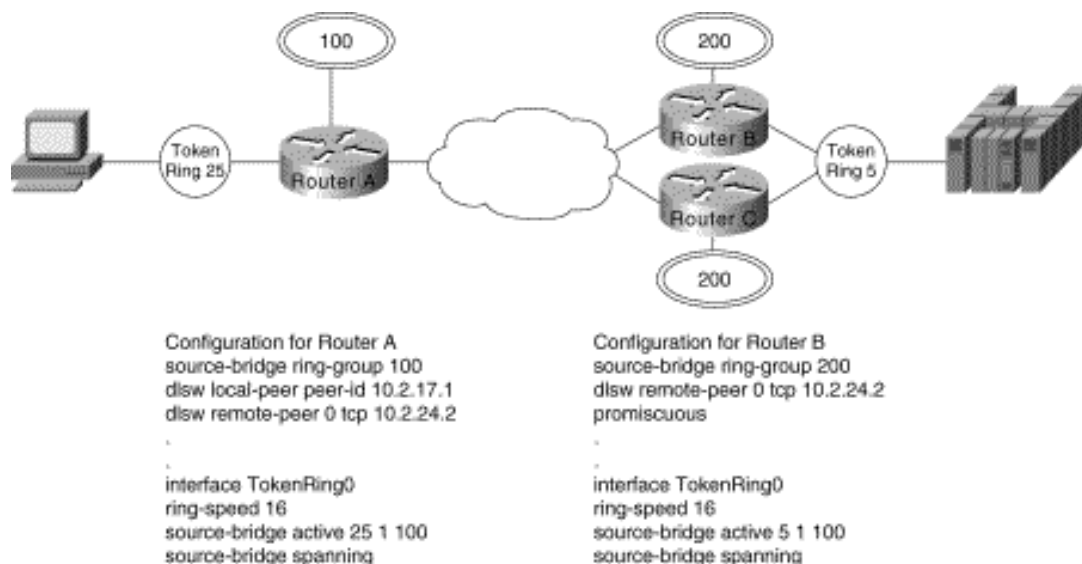 100
200
Token
Ring 25
Router A
Router B
Router C
Token
Ring 5
200
Configuration for Router A
source-bridge ring-group 100
dlsw local-peer peer-id 10.2.17.1
dlsw remote-peer 0 tcp 10.2.24.2
.
.
interface TokenRing0
ring-speed 16
source-bridge active 25 1 100
source-bridge spanning
Configuration for Router B
source-bridge ring-group 200
dlsw remote-peer 0 tcp 10.2.24.2
promiscuous
.
.
interface TokenRing0
ring-speed 16
source-bridge active 5 1 100
source-bridge spanning